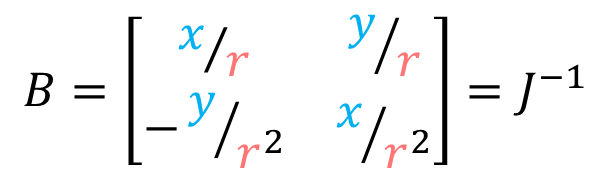 B = [ x/r y/r
-y/r² x/r² ] = J⁻¹